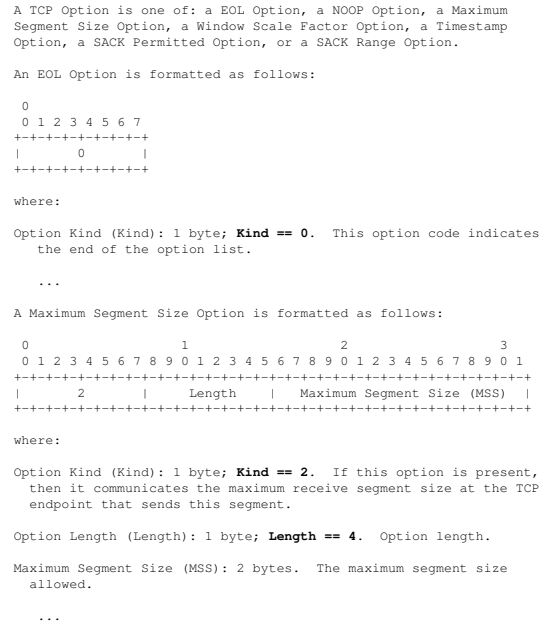 A TCP Option is one of: a EOL Option, a NOOP Option, a Maximum
Segment Size Option, a Window Scale Factor Option, a Timestamp
Option, a SACK Permitted Option, or a SACK Range Option.

An EOL Option is formatted as follows:

 0
 0 1 2 3 4 5 6 7
+-+-+-+-+-+-+-+-+
|       0       |
+-+-+-+-+-+-+-+-+

where:

Option Kind (Kind): 1 byte; Kind == 0.  This option code indicates
   the end of the option list.

   ...

A Maximum Segment Size Option is formatted as follows:

 0                   1                   2                   3
 0 1 2 3 4 5 6 7 8 9 0 1 2 3 4 5 6 7 8 9 0 1 2 3 4 5 6 7 8 9 0 1
+-+-+-+-+-+-+-+-+-+-+-+-+-+-+-+-+-+-+-+-+-+-+-+-+-+-+-+-+-+-+-+-+
|       2       |     Length    |   Maximum Segment Size (MSS)  |
+-+-+-+-+-+-+-+-+-+-+-+-+-+-+-+-+-+-+-+-+-+-+-+-+-+-+-+-+-+-+-+-+

where:

Option Kind (Kind): 1 byte; Kind == 2.  If this option is present,
  then it communicates the maximum receive segment size at the TCP
  endpoint that sends this segment.

Option Length (Length): 1 byte; Length == 4.  Option length.

Maximum Segment Size (MSS): 2 bytes.  The maximum segment size
  allowed.

   ...